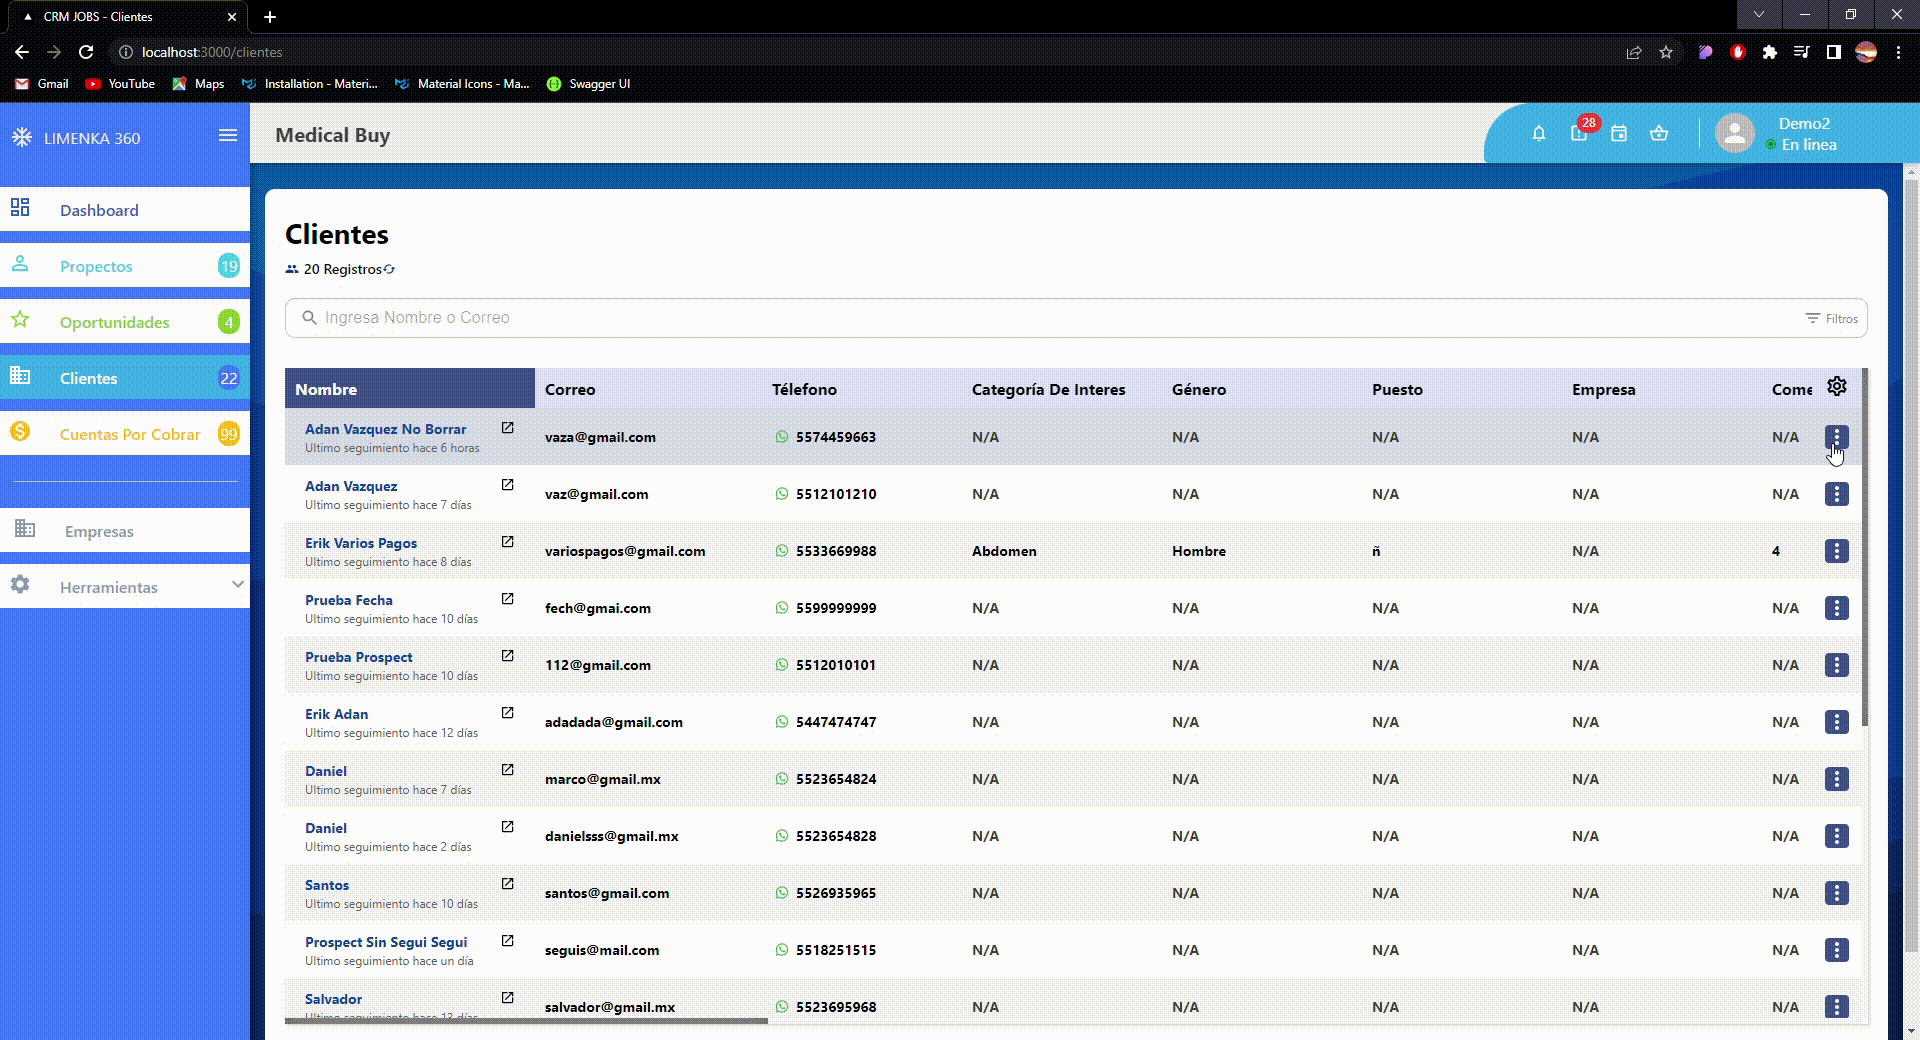 CRM JOBS - Clientes
localhost:3000/clientes
Gmail
YouTube
Maps
Installation - Materi...
Material Icons - Ma...
Swagger UI
LIMENKA 360
Medical Buy
28
Demo2
En linea
Dashboard
Propectos 19
Oportunidades 4
Clientes 22
Cuentas Por Cobrar 99
Empresas
Herramientas
Clientes
20 Registros
Ingresa Nombre o Correo
Filtros
Nombre Correo Télefono Categoría De Interes Género Puesto Empresa Come
Adan Vazquez No Borrar
Ultimo seguimiento hace 6 horas
vaza@gmail.com 5574459663 N/A N/A N/A N/A N/A
Adan Vazquez
Ultimo seguimiento hace 7 días
vaz@gmail.com 5512101210 N/A N/A N/A N/A N/A
Erik Varios Pagos
Ultimo seguimiento hace 8 días
variospagos@gmail.com 5533669988 Abdomen Hombre ñ N/A 4
Prueba Fecha
Ultimo seguimiento hace 10 días
fech@gmai.com 5599999999 N/A N/A N/A N/A N/A
Prueba Prospect
Ultimo seguimiento hace 10 días
112@gmail.com 5512010101 N/A N/A N/A N/A N/A
Erik Adan
Ultimo seguimiento hace 12 días
adadada@gmail.com 5447474747 N/A N/A N/A N/A N/A
Daniel
Ultimo seguimiento hace 7 días
marco@gmail.mx 5523654824 N/A N/A N/A N/A N/A
Daniel
Ultimo seguimiento hace 2 días
danielsss@gmail.mx 5523654828 N/A N/A N/A N/A N/A
Santos
Ultimo seguimiento hace 10 días
santos@gmail.com 5526935965 N/A N/A N/A N/A N/A
Prospect Sin Segui Segui
Ultimo seguimiento hace un día
seguis@mail.com 5518251515 N/A N/A N/A N/A N/A
Salvador
Ultimo seguimiento hace 13 días
salvador@gmail.mx 5523695968 N/A N/A N/A N/A N/A